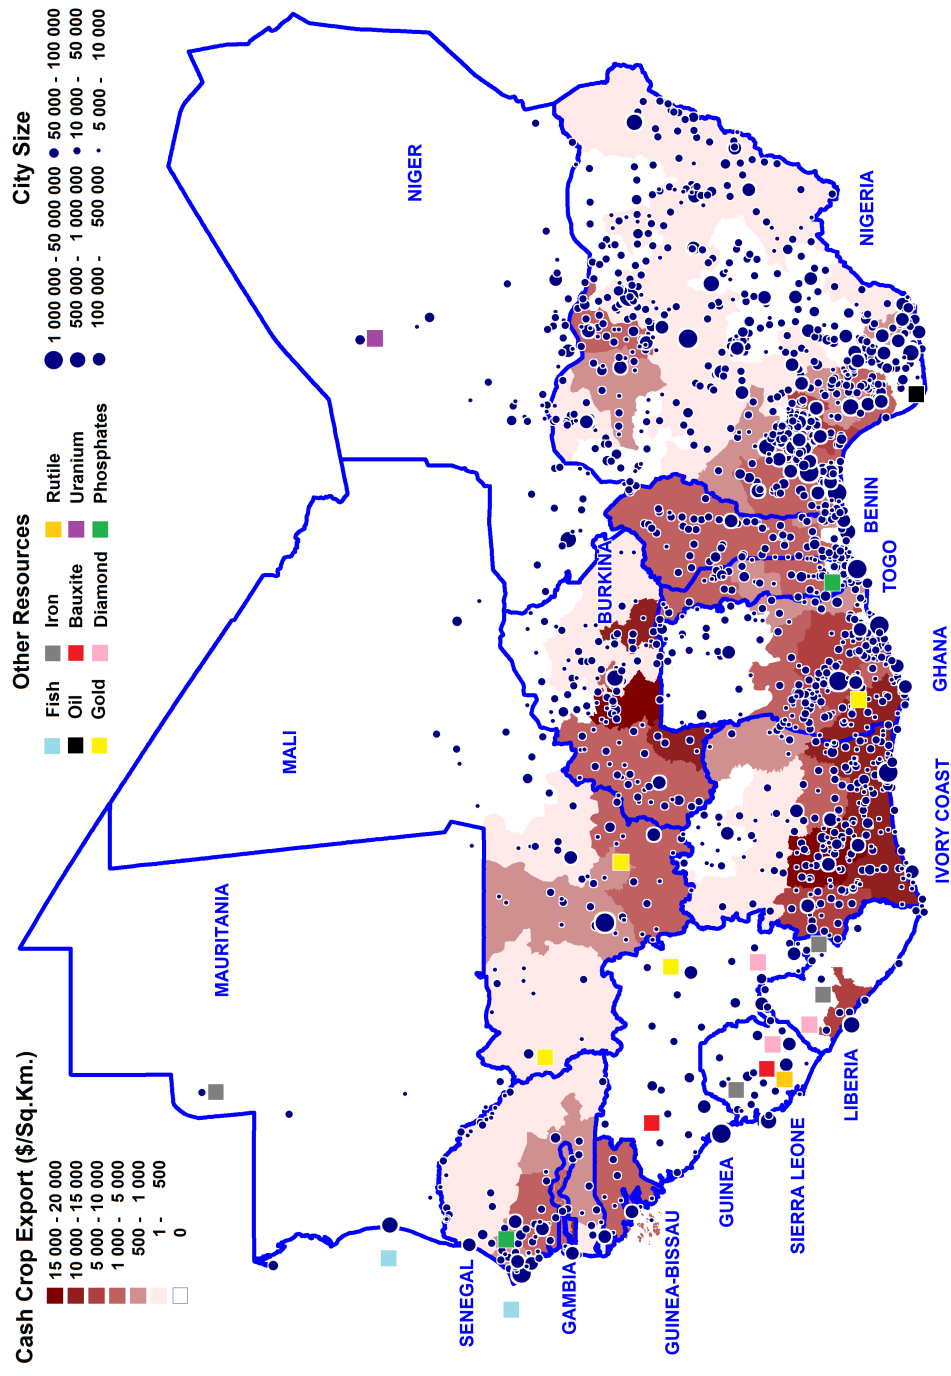 Cash Crop Export ($/Sq.Km.)
15 000 - 20 000
10 000 - 15 000
5 000 - 10 000
1 000 - 5 000
500 - 1 000
1 - 500
0
Other Resources
Fish
Iron
Rutile
Oil
Bauxite
Uranium
Gold
Diamond
Phosphates
City Size
1 000 000 - 50 000 000
50 000 - 100 000
500 000 - 1 000 000
10 000 - 50 000
100 000 - 500 000
5 000 - 10 000
MAURITANIA
MALI
NIGER
SENEGAL
GAMBIA
GUINEA-BISSAU
GUINEA
SIERRA LEONE
LIBERIA
IVORY COAST
GHANA
TOGO
BENIN
BURKINA
NIGERIA